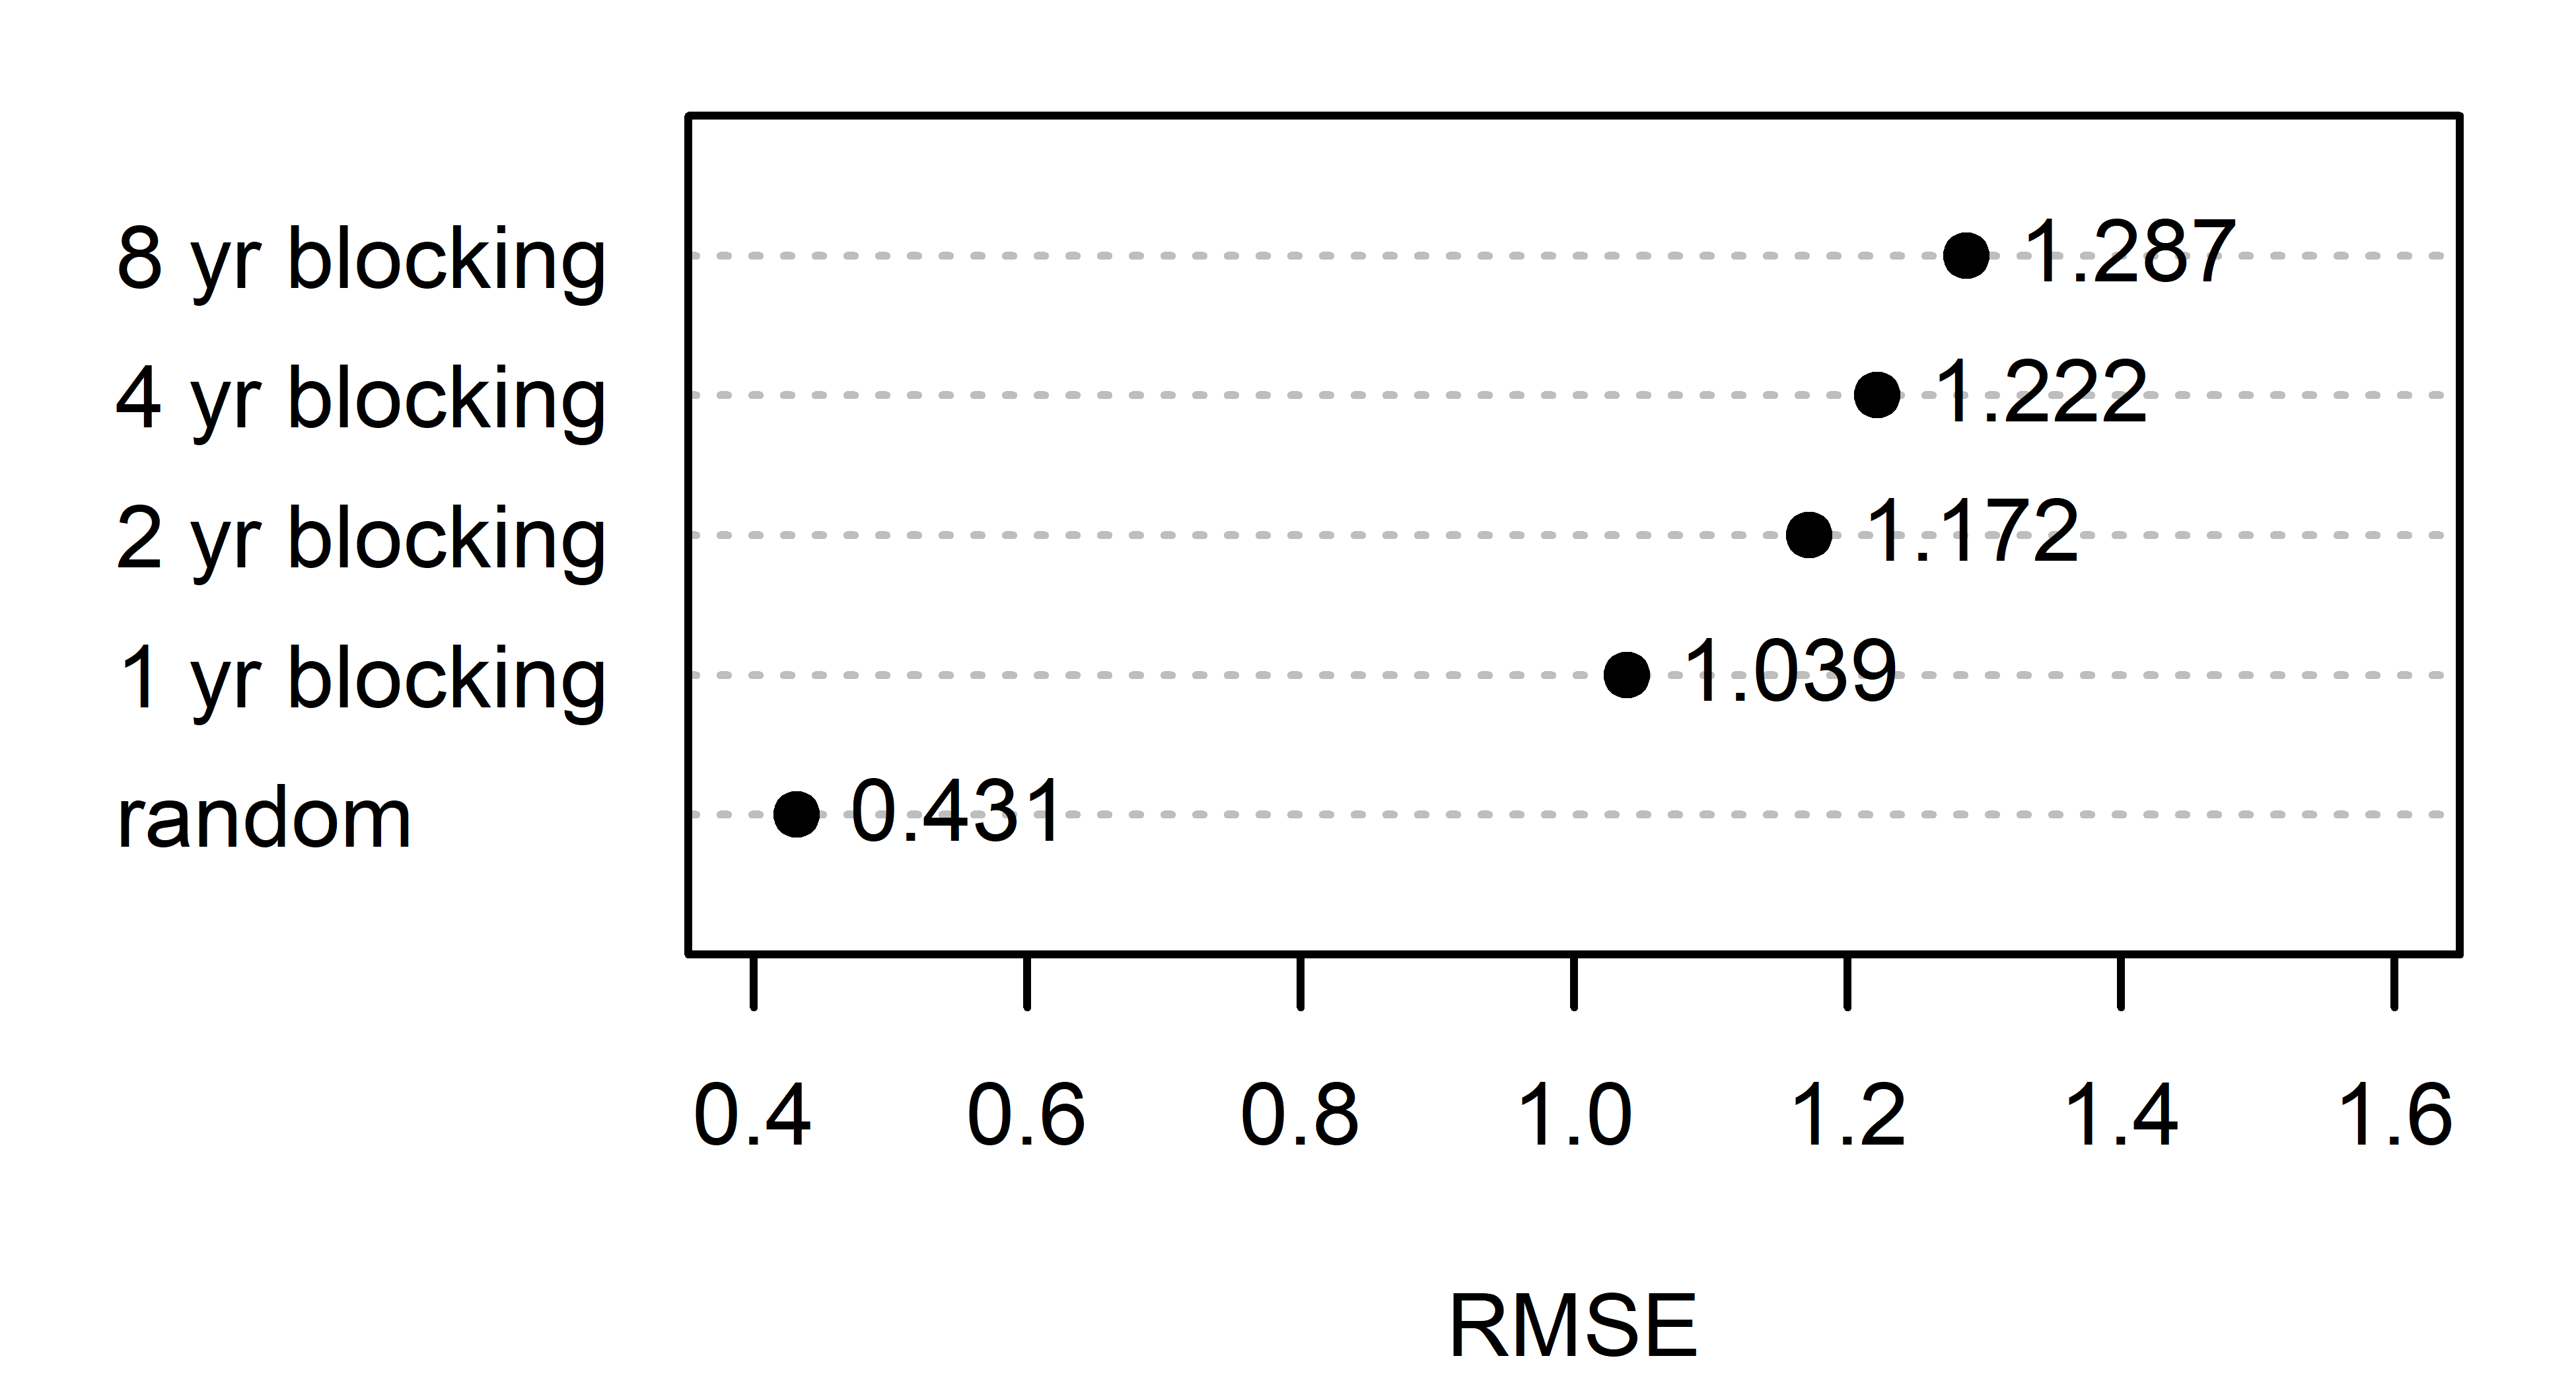 8 yr blocking 1.287
4 yr blocking 1.222
2 yr blocking 1.172
1 yr blocking 1.039
random 0.431
0.4 0.6 0.8 1.0 1.2 1.4 1.6
RMSE